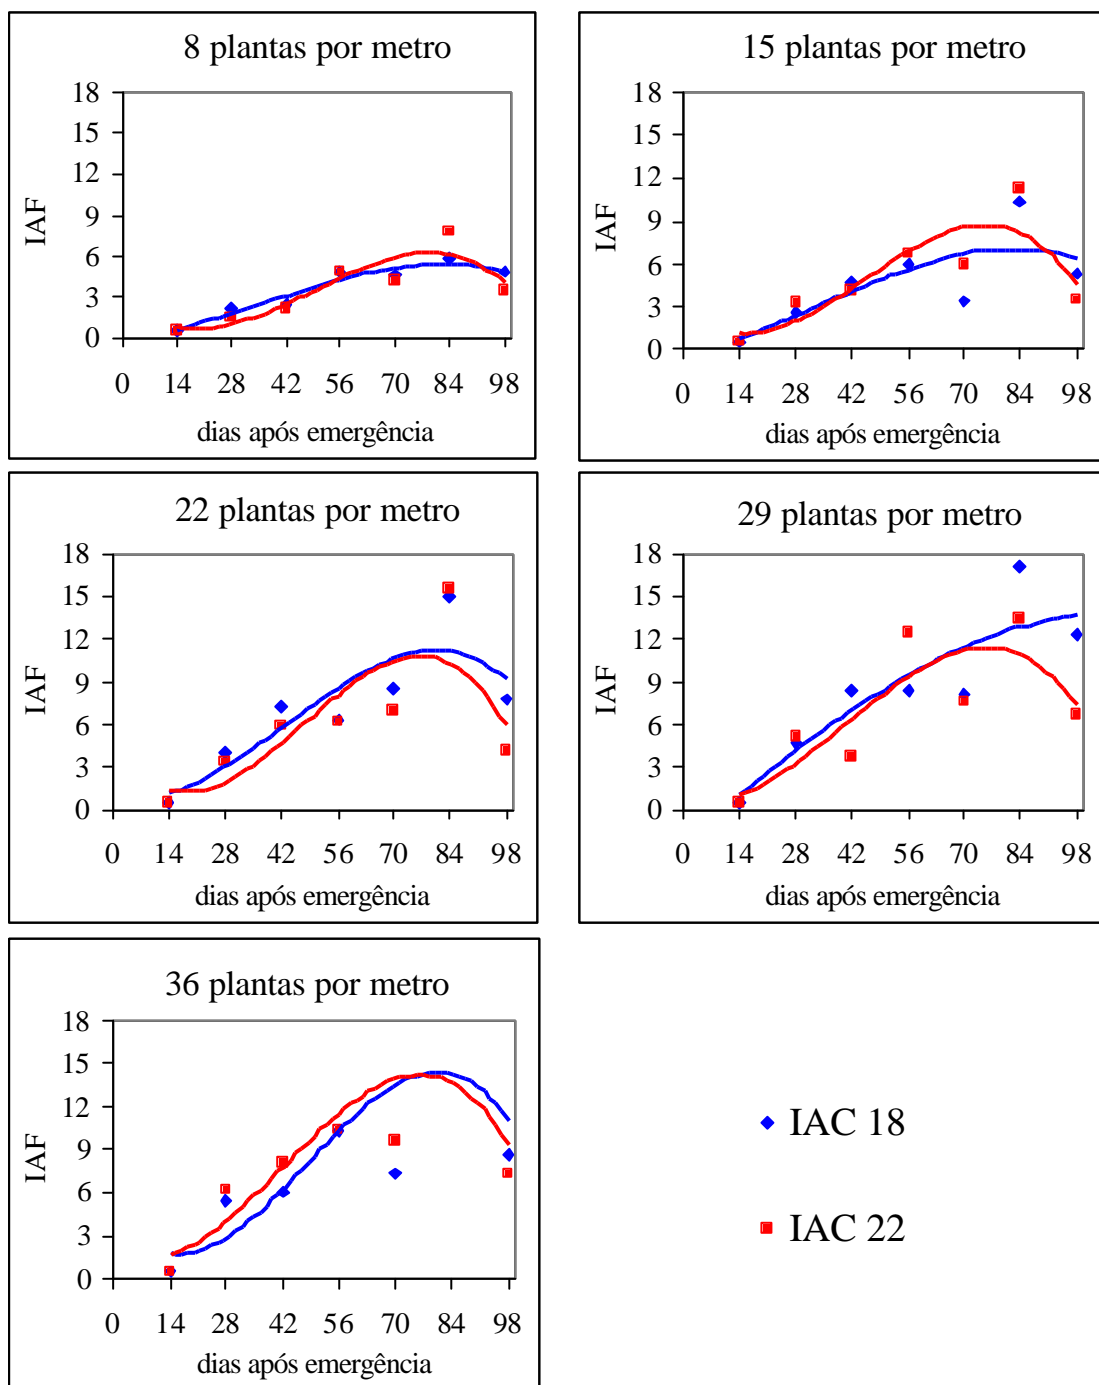 8 plantas por metro
18
15
12
9
6
3
0
IAF
0 14 28 42 56 70 84 98
dias após emergência
15 plantas por metro
18
15
12
9
6
3
0
IAF
0 14 28 42 56 70 84 98
dias após emergência
22 plantas por metro
18
15
12
9
6
3
0
IAF
0 14 28 42 56 70 84 98
dias após emergência
29 plantas por metro
18
15
12
9
6
3
0
IAF
0 14 28 42 56 70 84 98
dias após emergência
36 plantas por metro
18
15
12
9
6
3
0
IAF
0 14 28 42 56 70 84 98
dias após emergência
IAC 18
IAC 22